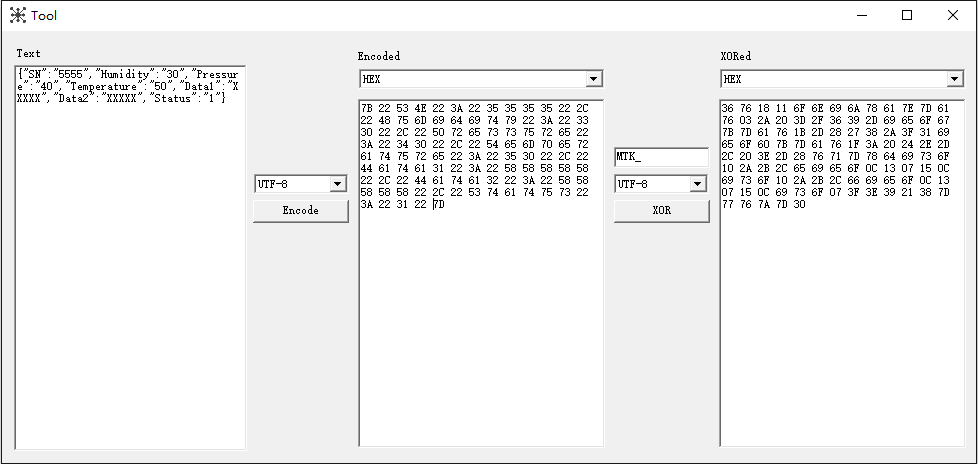 Tool
Text
{"SN":"5555","Humidity":"30","Pressur
e":"40","Temperature":"50","Data1":"X
XXXX","Data2":"XXXXX","Status":"1"}
UTF-8
Encode
Encoded
HEX
7B 22 53 4E 22 3A 22 35 35 35 35 22 2C
22 48 75 6D 69 64 69 74 79 22 3A 22 33
30 22 2C 22 50 72 65 73 73 75 72 65 22
3A 22 34 30 22 2C 22 54 65 6D 70 65 72
61 74 75 72 65 22 3A 22 35 30 22 2C 22
44 61 74 61 31 22 3A 22 58 58 58 58 58
22 2C 22 44 61 74 61 32 22 3A 22 58 58
58 58 58 22 2C 22 53 74 61 74 75 73 22
3A 22 31 22 7D
MTK_
UTF-8
XOR
XORed
HEX
36 76 18 11 6F 6E 69 6A 78 61 7E 7D 61
76 03 2A 20 3D 2F 36 39 2D 69 65 6F 67
7B 7D 61 76 1B 2D 28 27 38 2A 3F 31 69
65 6F 60 7B 7D 61 76 1F 3A 20 24 2E 2D
2C 20 3E 2D 28 76 71 7D 78 64 69 73 6F
10 2A 2B 2C 65 69 65 6F 0C 13 07 15 0C
69 73 6F 10 2A 2B 2C 66 69 65 6F 0C 13
07 15 0C 69 73 6F 07 3F 3E 39 21 38 7D
77 76 7A 7D 30